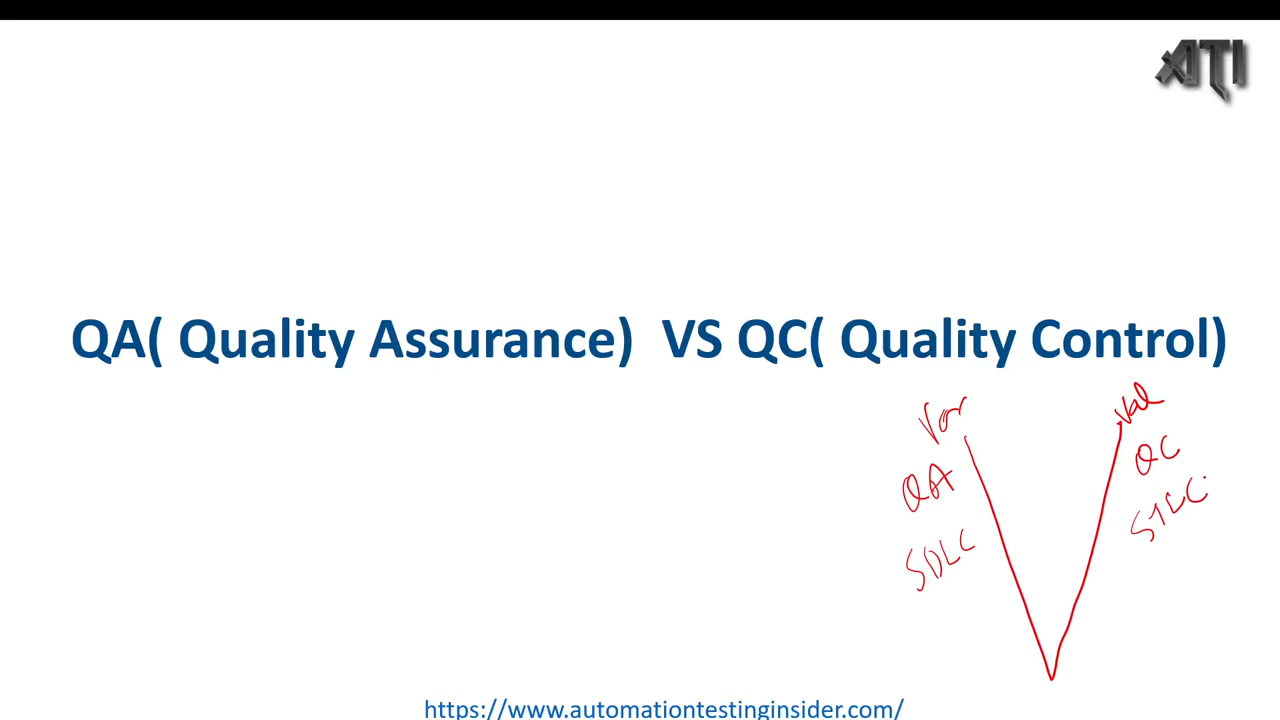 ATI
QA( Quality Assurance) VS QC( Quality Control)
Ver
Val
QA
QC
SDLC
STLC
https://www.automationtestinginsider.com/